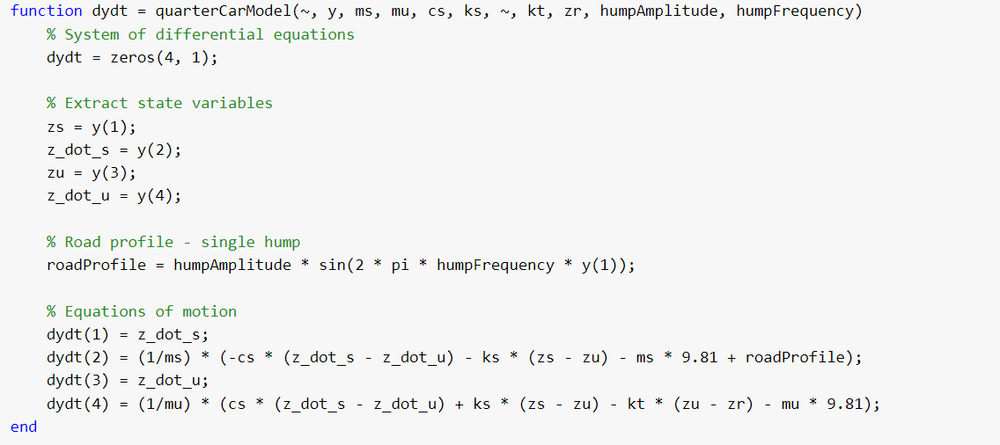 function dydt = quarterCarModel(~, y, ms, mu, cs, ks, ~, kt, zr, humpAmplitude, humpFrequency)
    % System of differential equations
    dydt = zeros(4, 1);

    % Extract state variables
    zs = y(1);
    z_dot_s = y(2);
    zu = y(3);
    z_dot_u = y(4);

    % Road profile - single hump
    roadProfile = humpAmplitude * sin(2 * pi * humpFrequency * y(1));

    % Equations of motion
    dydt(1) = z_dot_s;
    dydt(2) = (1/ms) * (-cs * (z_dot_s - z_dot_u) - ks * (zs - zu) - ms * 9.81 + roadProfile);
    dydt(3) = z_dot_u;
    dydt(4) = (1/mu) * (cs * (z_dot_s - z_dot_u) + ks * (zs - zu) - kt * (zu - zr) - mu * 9.81);
end